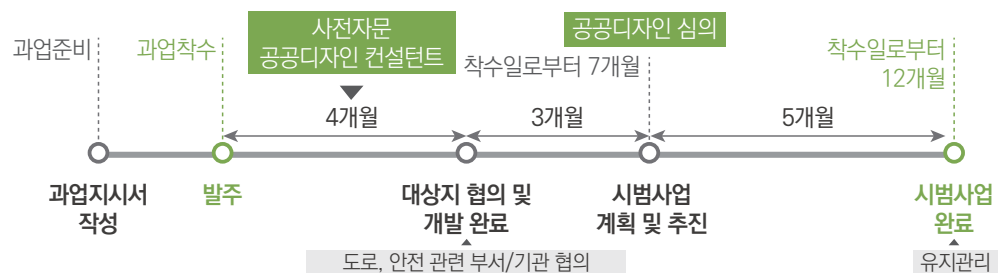 사전자문
공공디자인 컨설턴트
공공디자인 심의
과업준비
과업착수
착수일로부터 7개월
착수일로부터
12개월
4개월
3개월
5개월
과업지시서
작성
발주
대상지 협의 및
개발 완료
시범사업
계획 및 추진
시범사업
완료
도로, 안전 관련 부서/기관 협의
유지관리